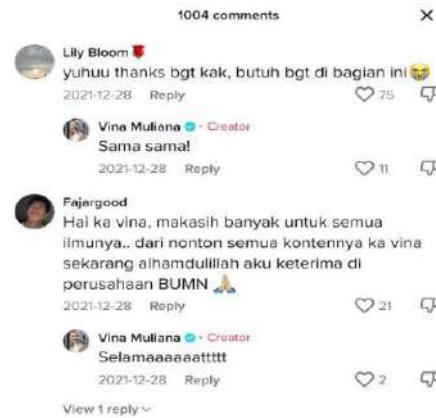 1004 comments
Lily Bloom
yuhuu thanks bgt kak, butuh bgt di bagian ini
2021-12-28 Reply 75
Vina Muliana · Creator
Sama sama!
2021-12-28 Reply 11
Fajargood
Hai ka vina, makasih banyak untuk semua
ilmunya.. dari nonton semua kontennya ka vina
sekarang alhamdulillah aku keterima di
perusahaan BUMN 🙏🏼
2021-12-28 Reply 21
Vina Muliana · Creator
Selamaaaaaattttt
2021-12-28 Reply 2
View 1 reply